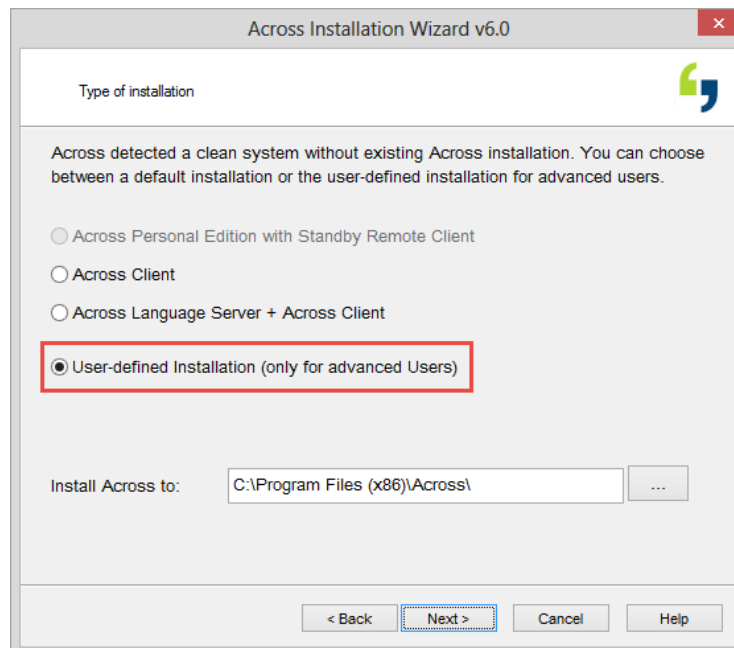 Across Installation Wizard v6.0
Type of installation
Across detected a clean system without existing Across installation. You can choose
between a default installation or the user-defined installation for advanced users.
Across Personal Edition with Standby Remote Client
Across Client
Across Language Server + Across Client
User-defined Installation (only for advanced Users)
Install Across to: C:\Program Files (x86)\Across\ ...
< Back Next > Cancel Help